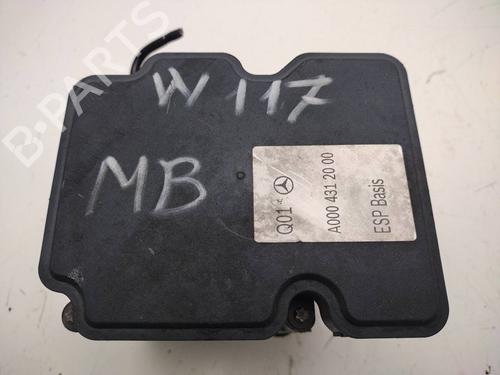 W 117
MB
Q01
A000 431 20 00
ESP Basis
B-PARTS